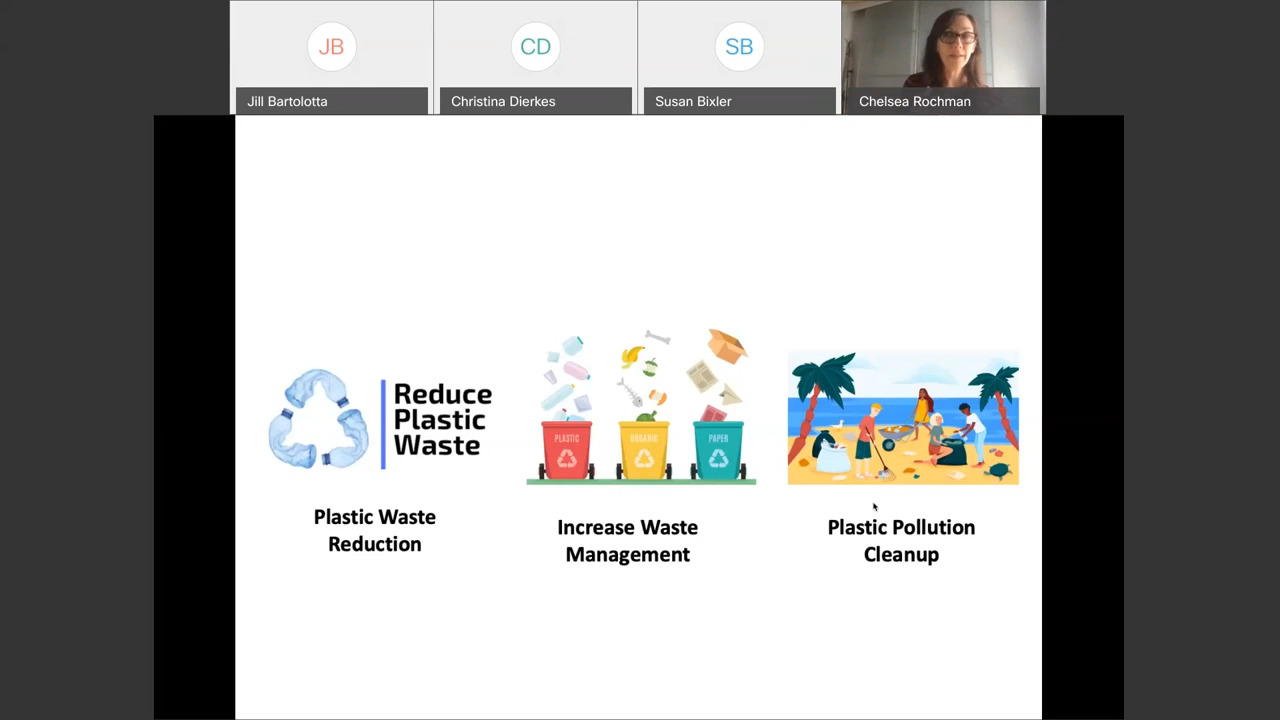 JB
CD
SB
Jill Bartolotta
Christina Dierkes
Susan Bixler
Chelsea Rochman
Reduce
Plastic
Waste
PLASTIC
ORGANIC
PAPER
Plastic Waste
Reduction
Increase Waste
Management
Plastic Pollution
Cleanup